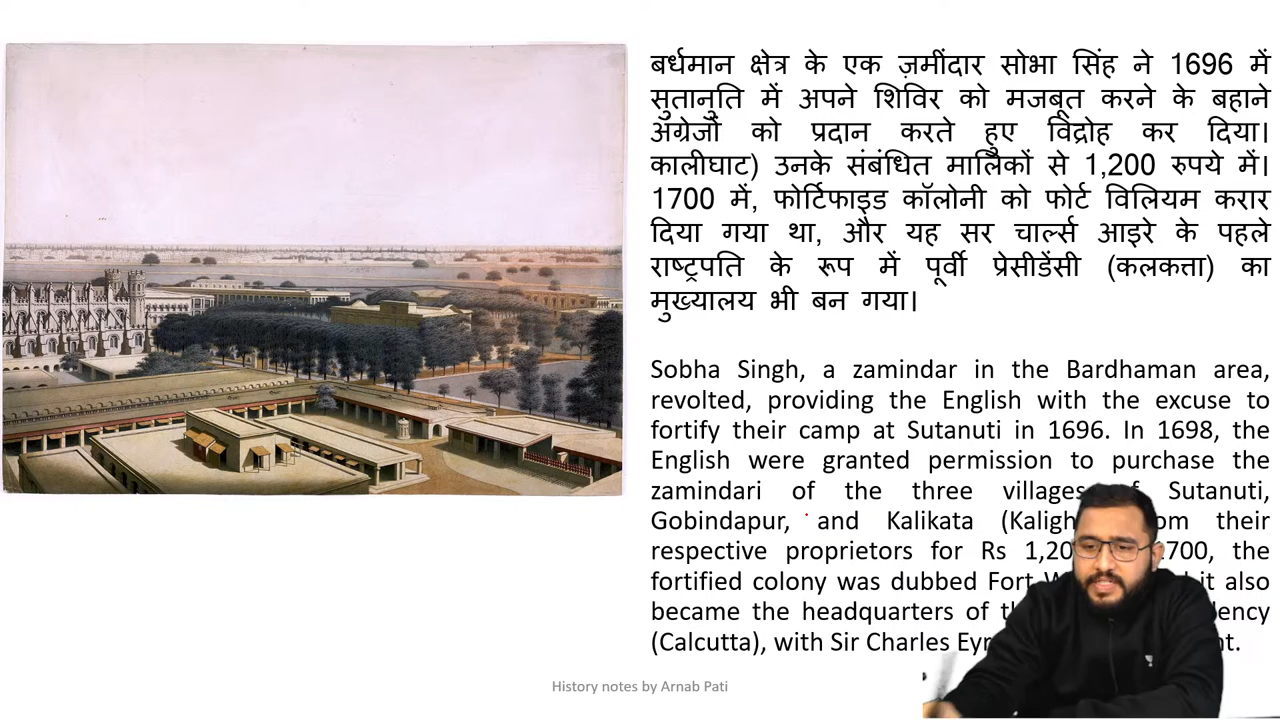 बर्धमान क्षेत्र के एक ज़मींदार सोभा सिंह ने 1696 में
सुतानुति में अपने शिविर को मजबूत करने के बहाने
अंग्रेजों को प्रदान करते हुए विद्रोह कर दिया।
कालीघाट) उनके संबंधित मालिकों से 1,200 रुपये में।
1700 में, फोर्टिफाइड कॉलोनी को फोर्ट विलियम करार
दिया गया था, और यह सर चार्ल्स आइरे के पहले
राष्ट्रपति के रूप में पूर्वी प्रेसीडेंसी (कलकत्ता) का
मुख्यालय भी बन गया।
Sobha Singh, a zamindar in the Bardhaman area,
revolted, providing the English with the excuse to
fortify their camp at Sutanuti in 1696. In 1698, the
English were granted permission to purchase the
zamindari of the three villages Sutanuti,
Gobindapur, and Kalikata their
respective proprietors for Rs the
fortified colony was dubbed Fort it also
became the headquarters of
(Calcutta), with Sir Charles
History notes by Arnab Pati